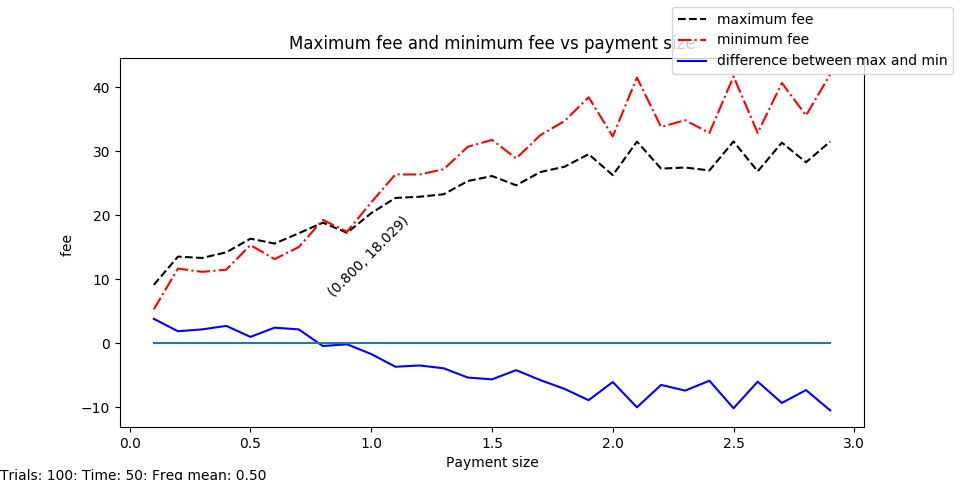 maximum fee
minimum fee
difference between max and min
Maximum fee and minimum fee vs payment size
fee
40
30
20
10
0
−10
(0.800, 18.029)
0.0 0.5 1.0 1.5 2.0 2.5 3.0
Payment size
Trials: 100; Time: 50; Freq mean: 0.50